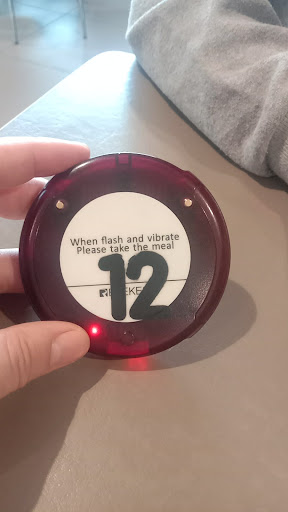 When flash and vibrate
Please take the meal
12